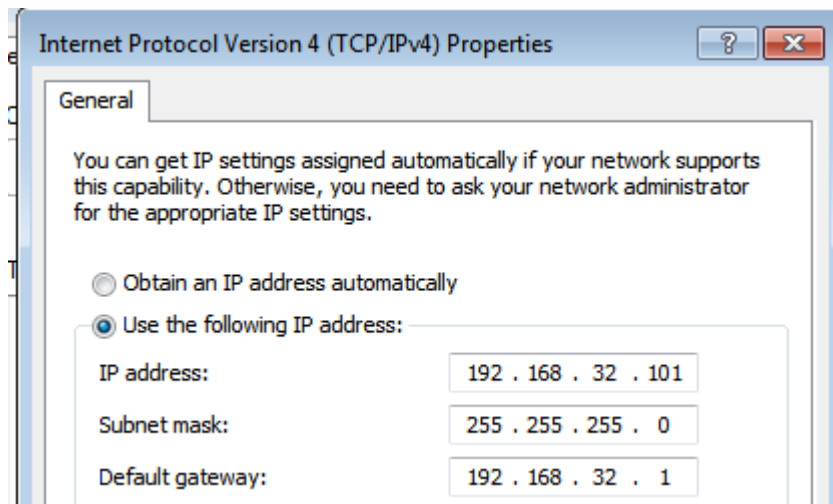 Internet Protocol Version 4 (TCP/IPv4) Properties
General
You can get IP settings assigned automatically if your network supports
this capability. Otherwise, you need to ask your network administrator
for the appropriate IP settings.
Obtain an IP address automatically
Use the following IP address:
IP address: 192 . 168 . 32 . 101
Subnet mask: 255 . 255 . 255 . 0
Default gateway: 192 . 168 . 32 . 1